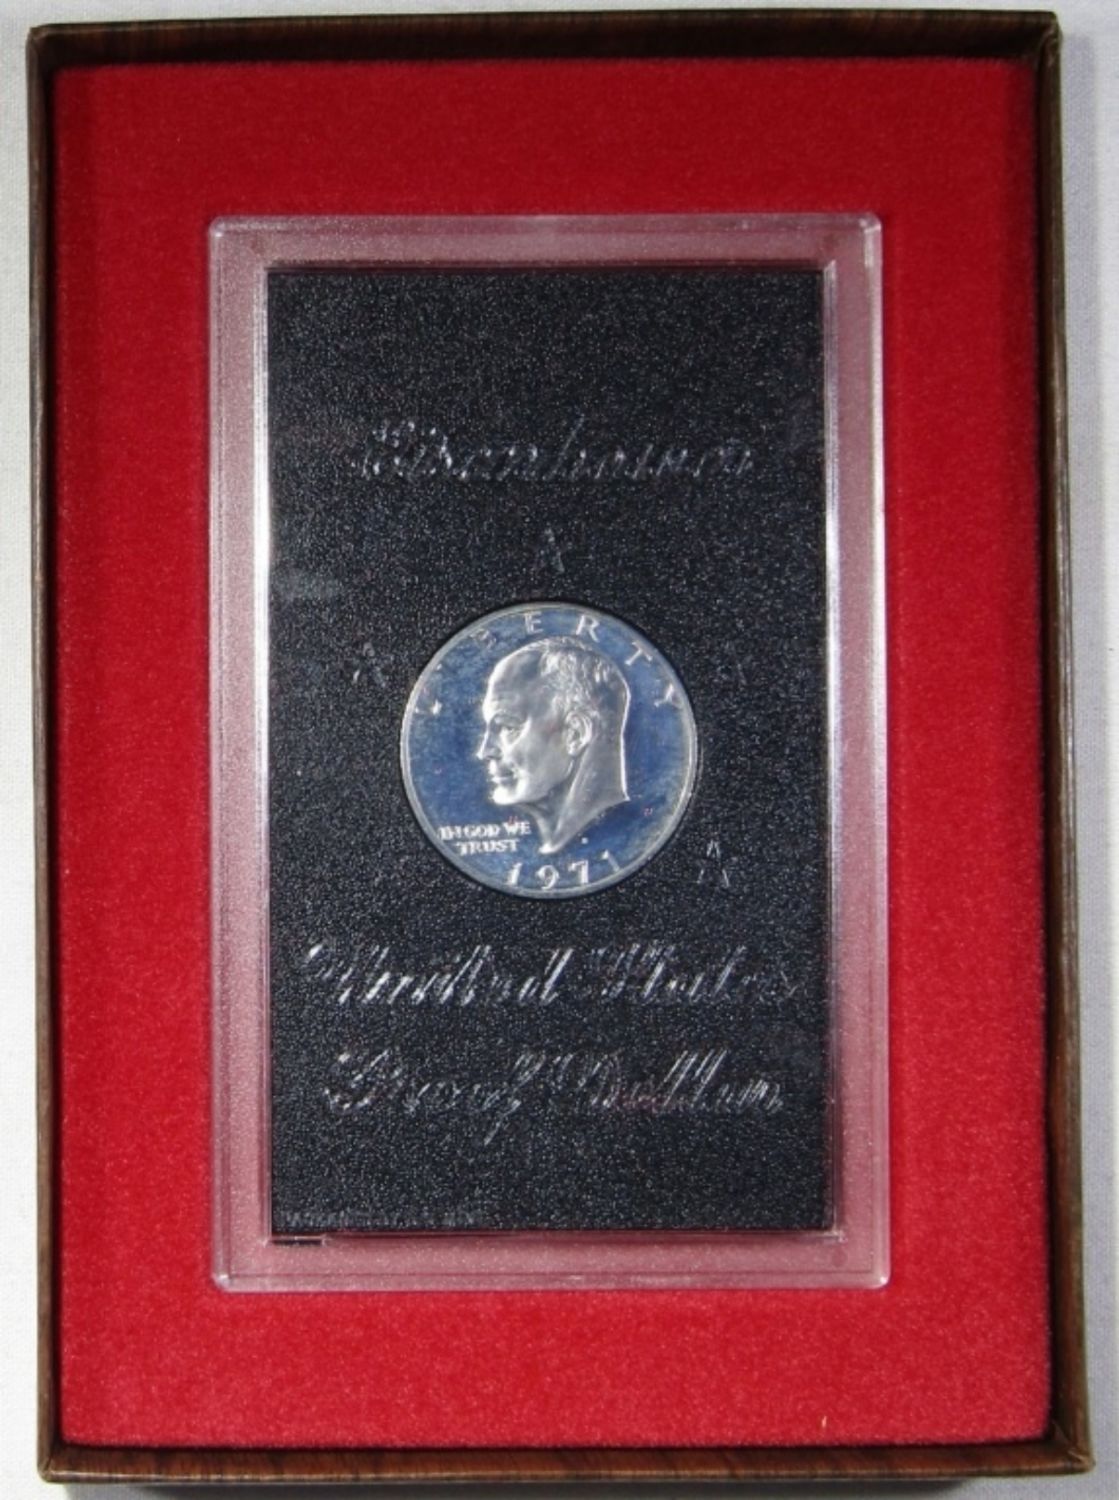 Eisenhower
LIBERTY
IN GOD WE
TRUST
1971
United States
Proof Dollar